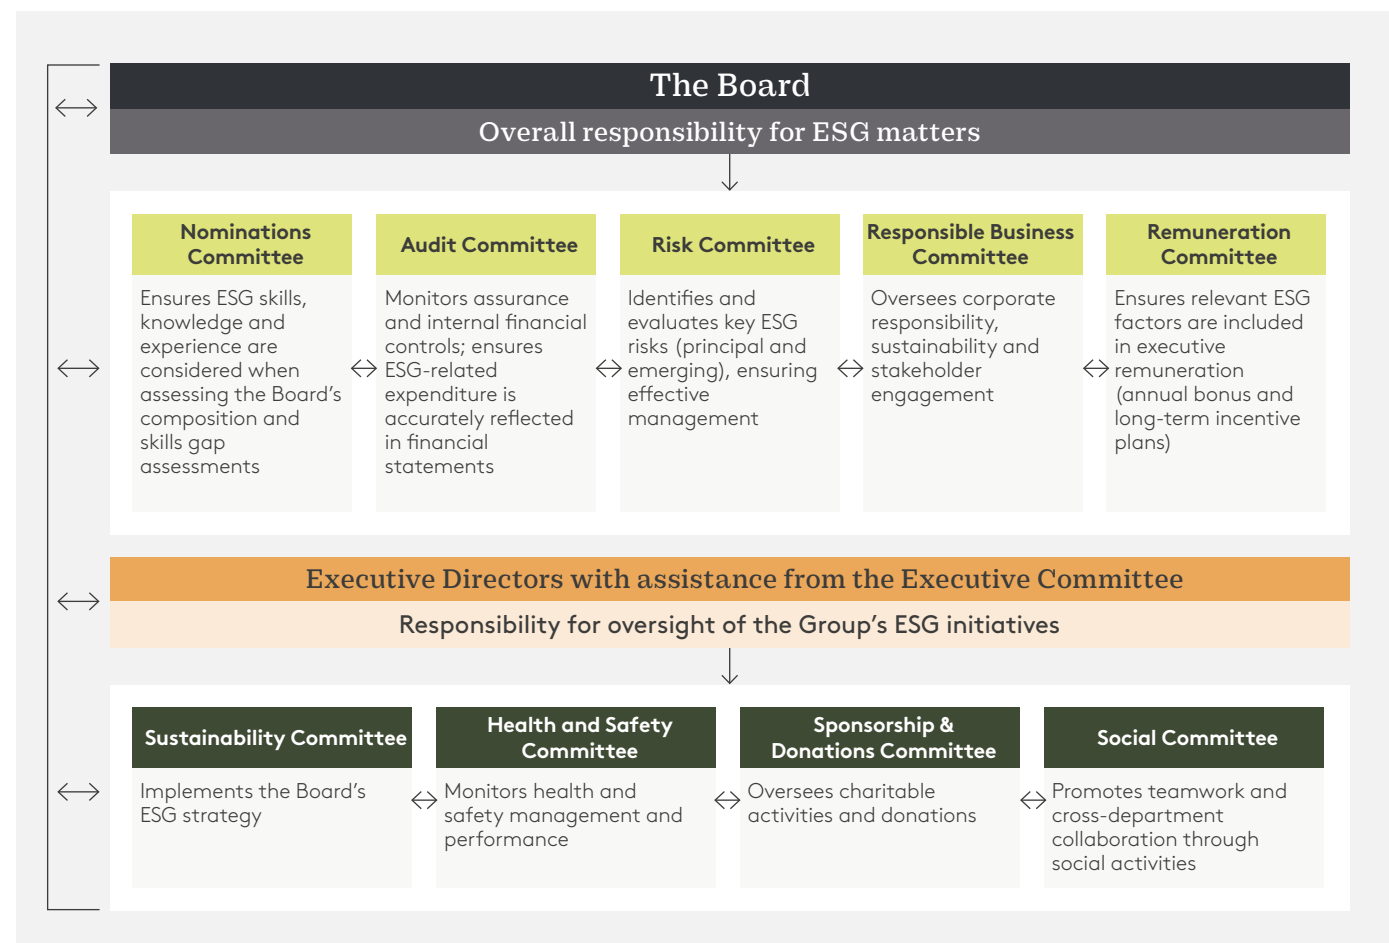 The Board
Overall responsibility for ESG matters
Nominations
Committee
Ensures ESG skills,
knowledge and
experience are
considered when
assessing the Board's
composition and
skills gap
assessments
Audit Committee
Monitors assurance
and internal financial
controls; ensures
ESG-related
expenditure is
accurately reflected
in financial
statements
Risk Committee
Identifies and
evaluates key ESG
risks (principal and
emerging), ensuring
effective
management
Responsible Business
Committee
Oversees corporate
responsibility,
sustainability and
stakeholder
engagement
Remuneration
Committee
Ensures relevant ESG
factors are included
in executive
remuneration
(annual bonus and
long-term incentive
plans)
Executive Directors with assistance from the Executive Committee
Responsibility for oversight of the Group's ESG initiatives
Sustainability Committee
Implements the Board's
ESG strategy
Health and Safety
Committee
Monitors health and
safety management and
performance
Sponsorship &
Donations Committee
Oversees charitable
activities and donations
Social Committee
Promotes teamwork and
cross-department
collaboration through
social activities